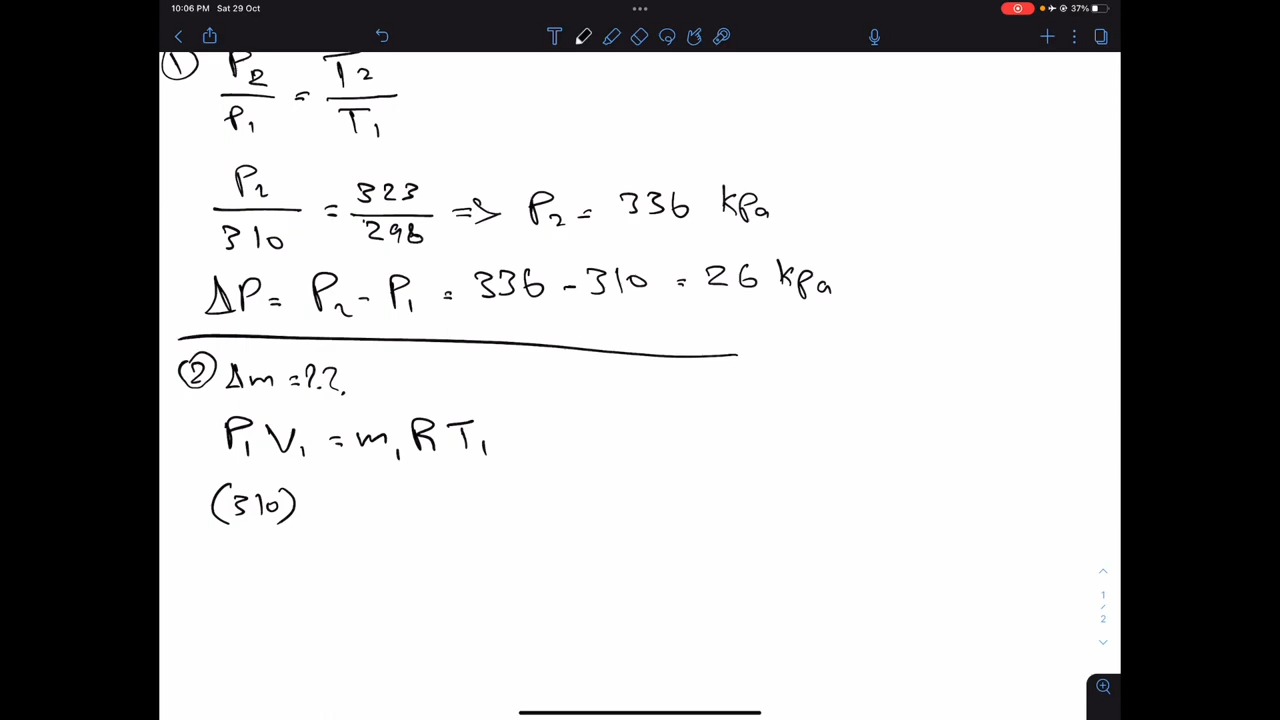 10:06 PM Sat 29 Oct
37%
① P₂/P₁ = T₂/T₁
P₂/310 = 323/298 => P₂ = 336 kpa
ΔP = P₂ - P₁ = 336 - 310 = 26 kpa
② Δm = ?.?.
P₁ V₁ = m₁ R T₁
(310)
1
/
2